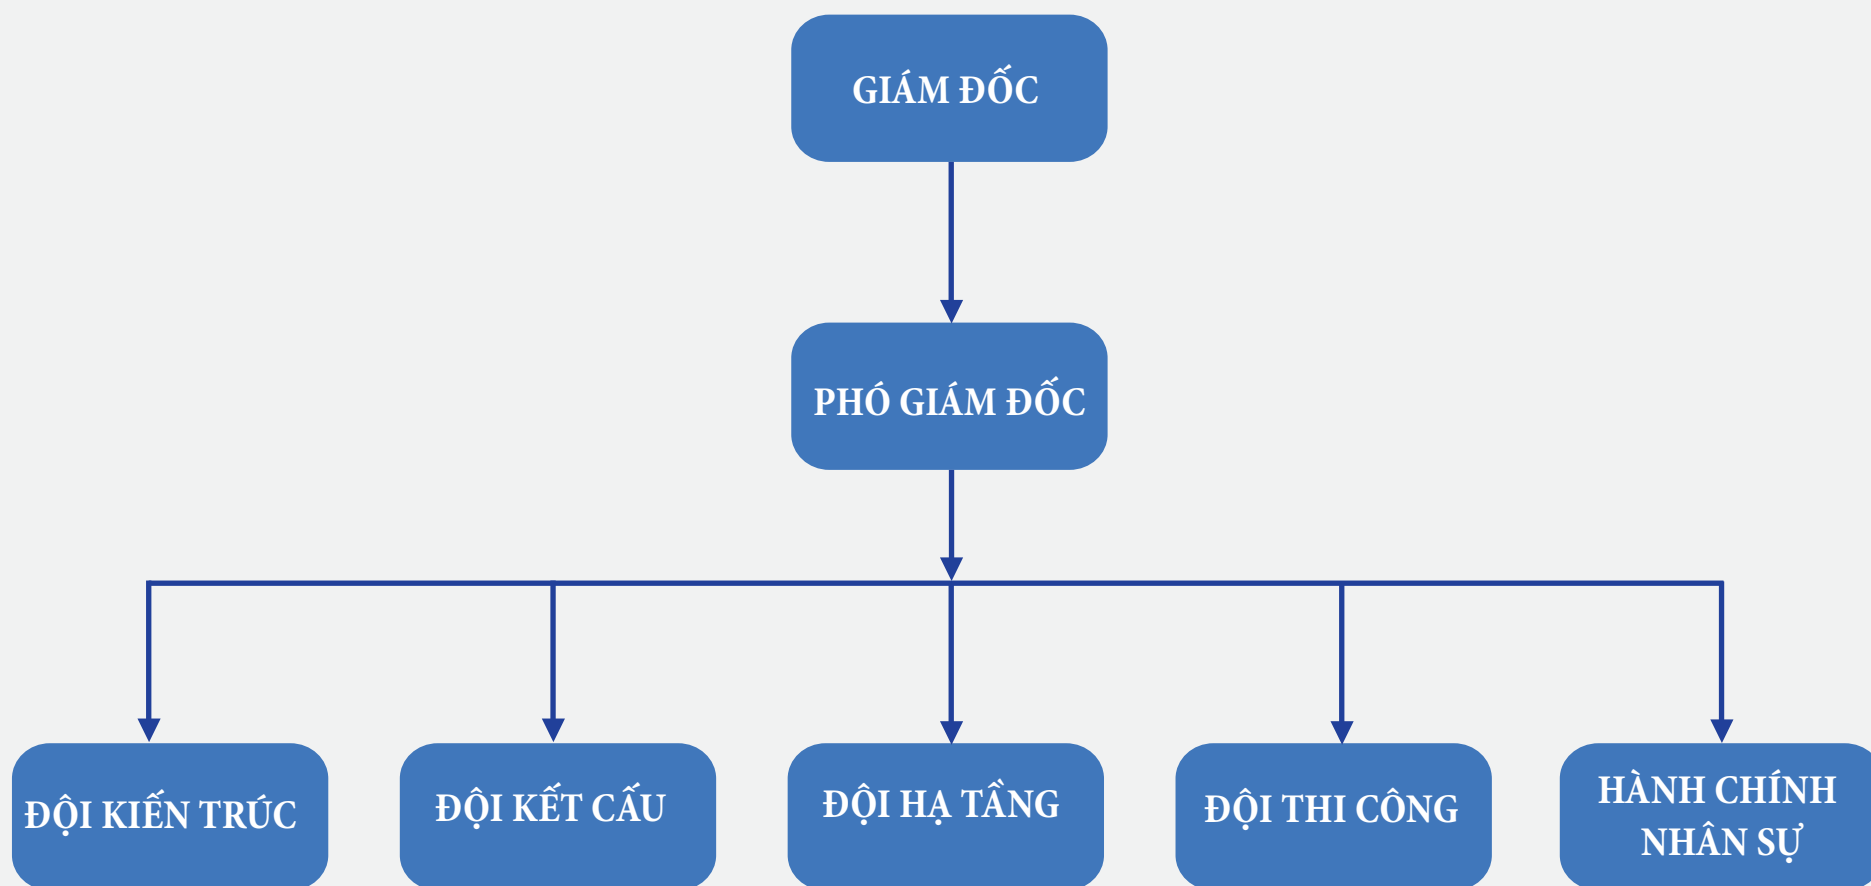 GIÁM ĐỐC
PHÓ GIÁM ĐỐC
ĐỘI KIẾN TRÚC
ĐỘI KẾT CẤU
ĐỘI HẠ TẦNG
ĐỘI THI CÔNG
HÀNH CHÍNH
NHÂN SỰ